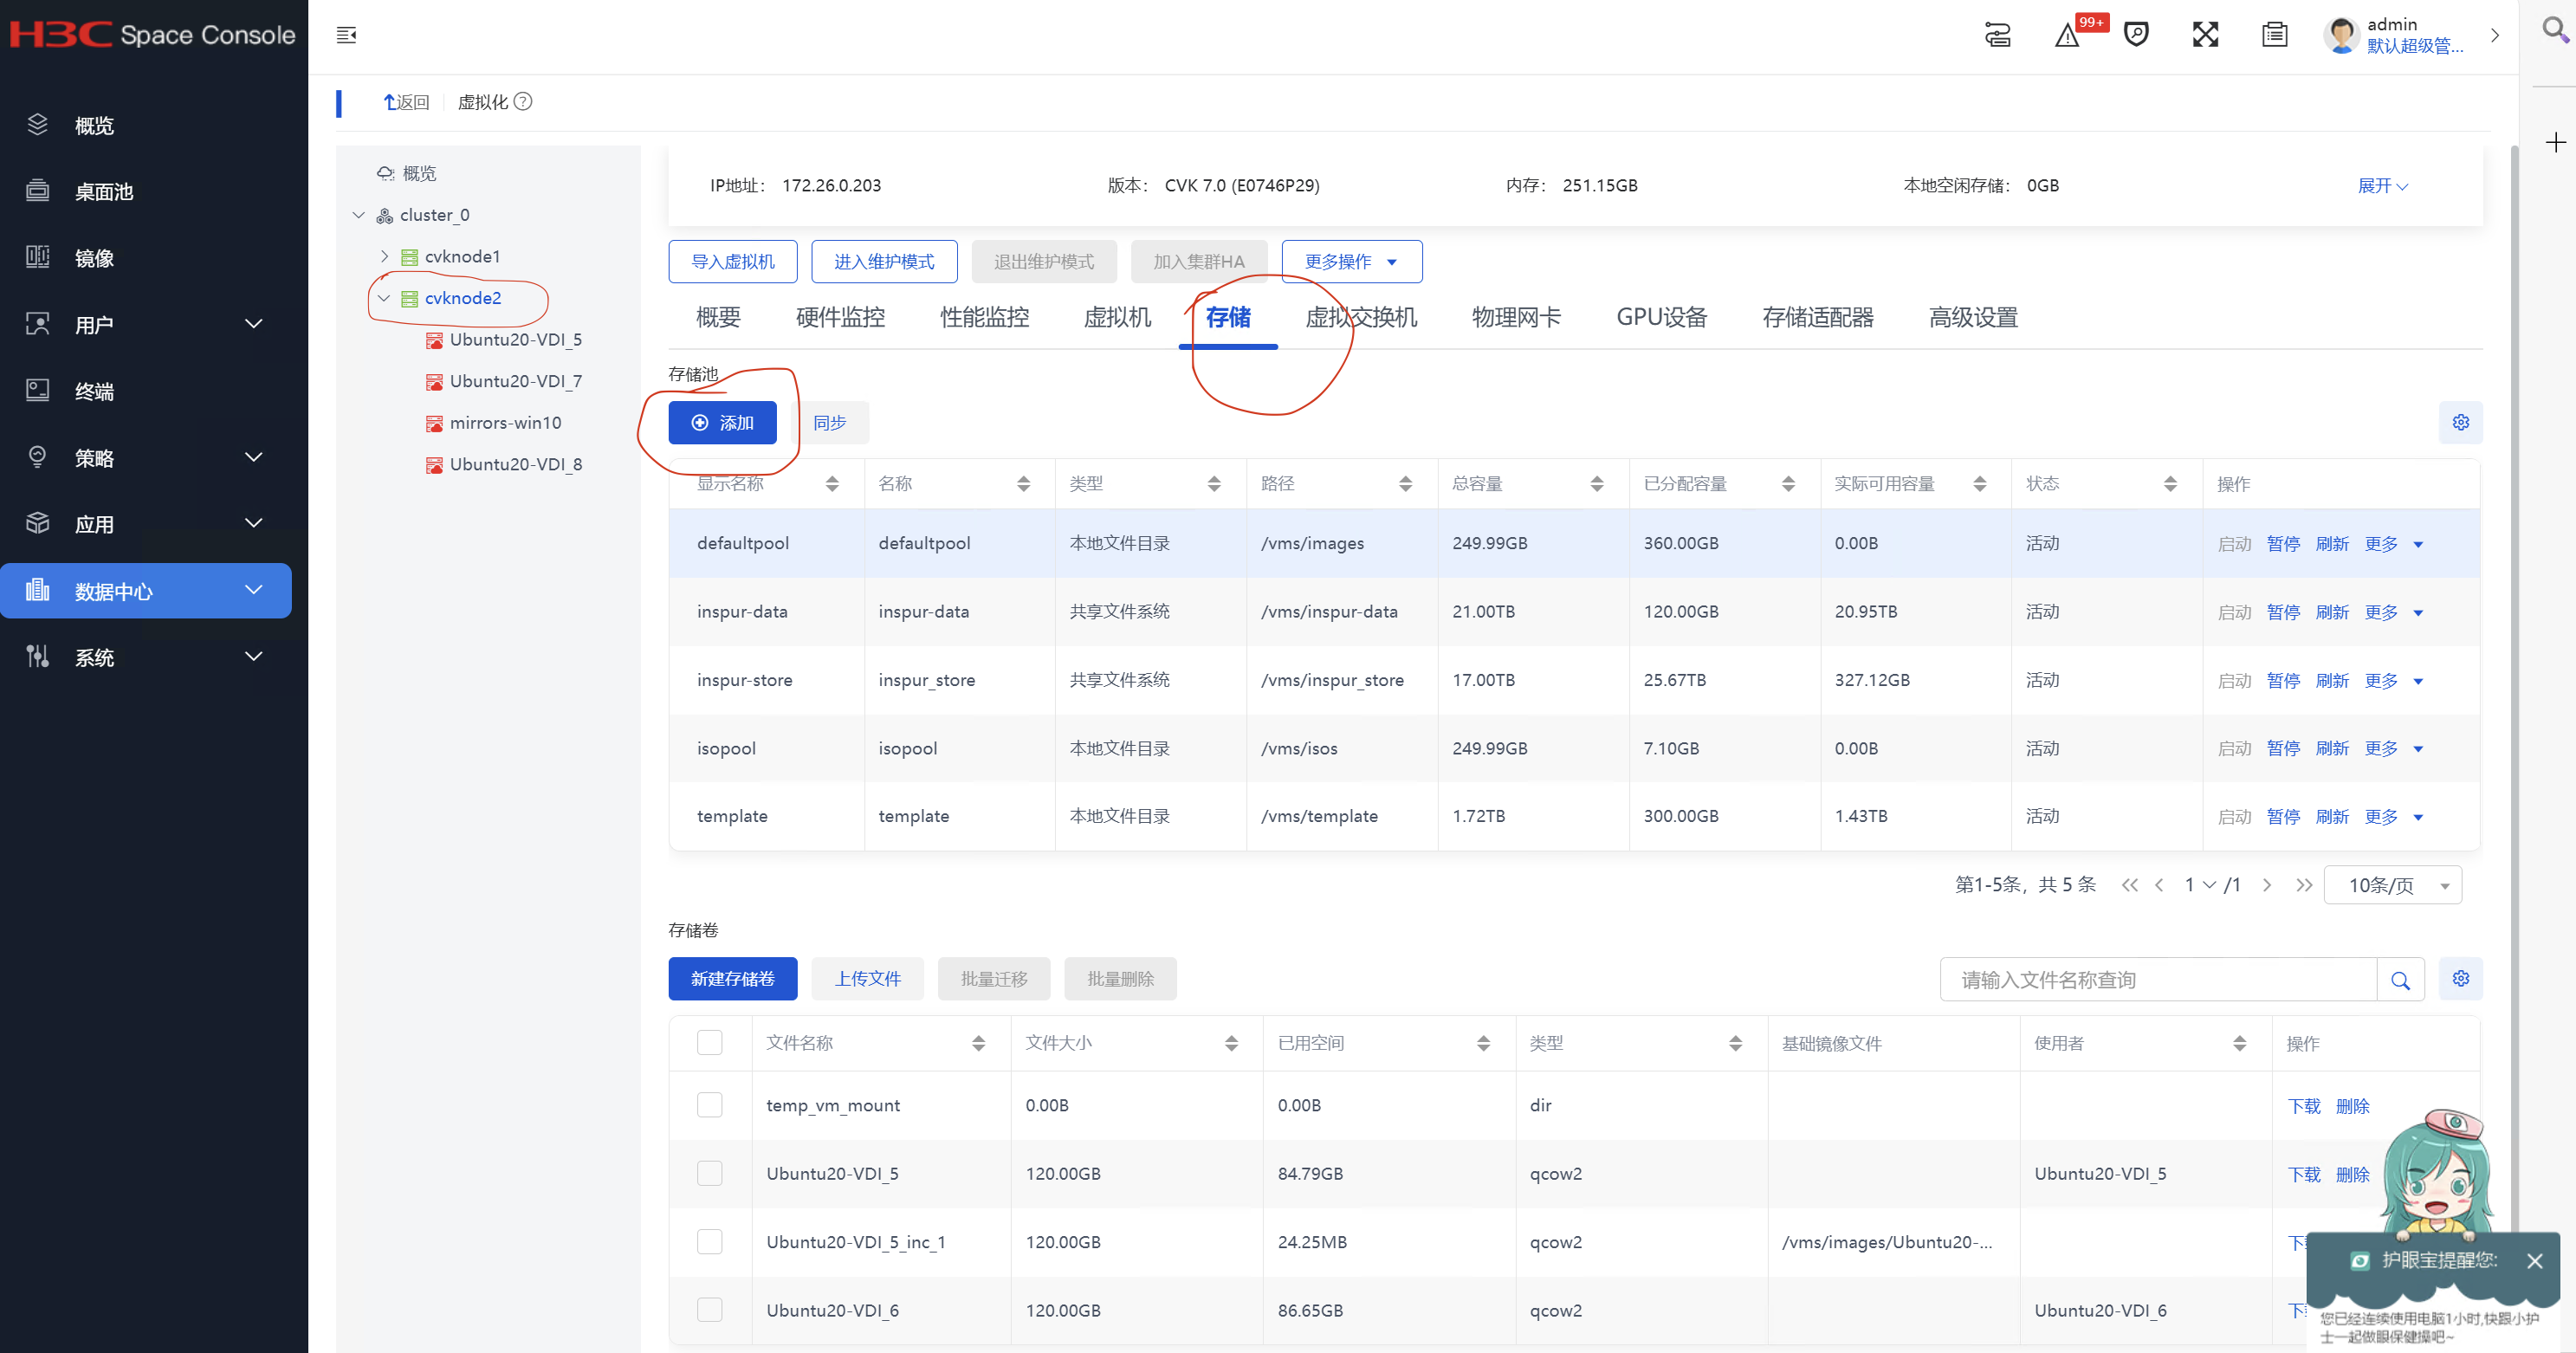 H3C Space Console
99+
admin
默认超级管...
概览
桌面池
镜像
用户
终端
策略
应用
数据中心
系统
返回
虚拟化
概览
cluster_0
cvknode1
cvknode2
Ubuntu20-VDI_5
Ubuntu20-VDI_7
mirrors-win10
Ubuntu20-VDI_8
IP地址： 172.26.0.203 版本： CVK 7.0 (E0746P29) 内存： 251.15GB 本地空闲存储： 0GB 展开
导入虚拟机 进入维护模式 退出维护模式 加入集群HA 更多操作
概要 硬件监控 性能监控 虚拟机 存储 虚拟交换机 物理网卡 GPU设备 存储适配器 高级设置
存储池
添加 同步
显示名称 名称 类型 路径 总容量 已分配容量 实际可用容量 状态 操作
defaultpool defaultpool 本地文件目录 /vms/images 249.99GB 360.00GB 0.00B 活动 启动 暂停 刷新 更多
inspur-data inspur-data 共享文件系统 /vms/inspur-data 21.00TB 120.00GB 20.95TB 活动 启动 暂停 刷新 更多
inspur-store inspur_store 共享文件系统 /vms/inspur_store 17.00TB 25.67TB 327.12GB 活动 启动 暂停 刷新 更多
isopool isopool 本地文件目录 /vms/isos 249.99GB 7.10GB 0.00B 活动 启动 暂停 刷新 更多
template template 本地文件目录 /vms/template 1.72TB 300.00GB 1.43TB 活动 启动 暂停 刷新 更多
第1-5条，共 5 条 1 /1 10条/页
存储卷
新建存储卷 上传文件 批量迁移 批量删除 请输入文件名称查询
文件名称 文件大小 已用空间 类型 基础镜像文件 使用者 操作
temp_vm_mount 0.00B 0.00B dir 下载 删除
Ubuntu20-VDI_5 120.00GB 84.79GB qcow2 Ubuntu20-VDI_5 下载 删除
Ubuntu20-VDI_5_inc_1 120.00GB 24.25MB qcow2 /vms/images/Ubuntu20-... 下
Ubuntu20-VDI_6 120.00GB 86.65GB qcow2 Ubuntu20-VDI_6 下
护眼宝提醒您:
您已经连续使用电脑1小时,快跟小护
士一起做眼保健操吧~